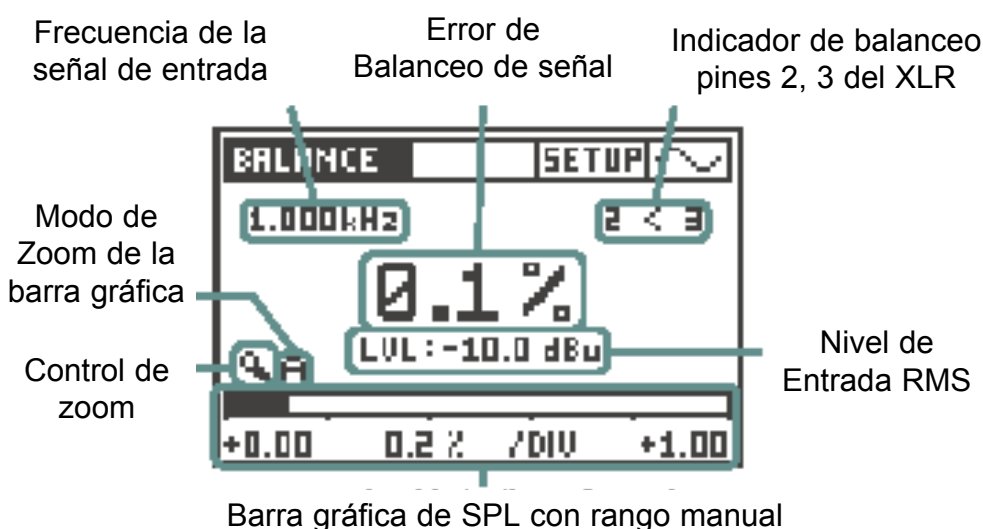 Frecuencia de la
señal de entrada
Error de
Balanceo de señal
Indicador de balanceo
pines 2, 3 del XLR
BALANCE
SETUP
1.000kHz
2 < 3
Modo de
Zoom de la
barra gráfica
0.1 %
LVL:-10.0 dBu
A
Control de
zoom
Nivel de
Entrada RMS
+0.00 0.2 % /DIV +1.00
Barra gráfica de SPL con rango manual